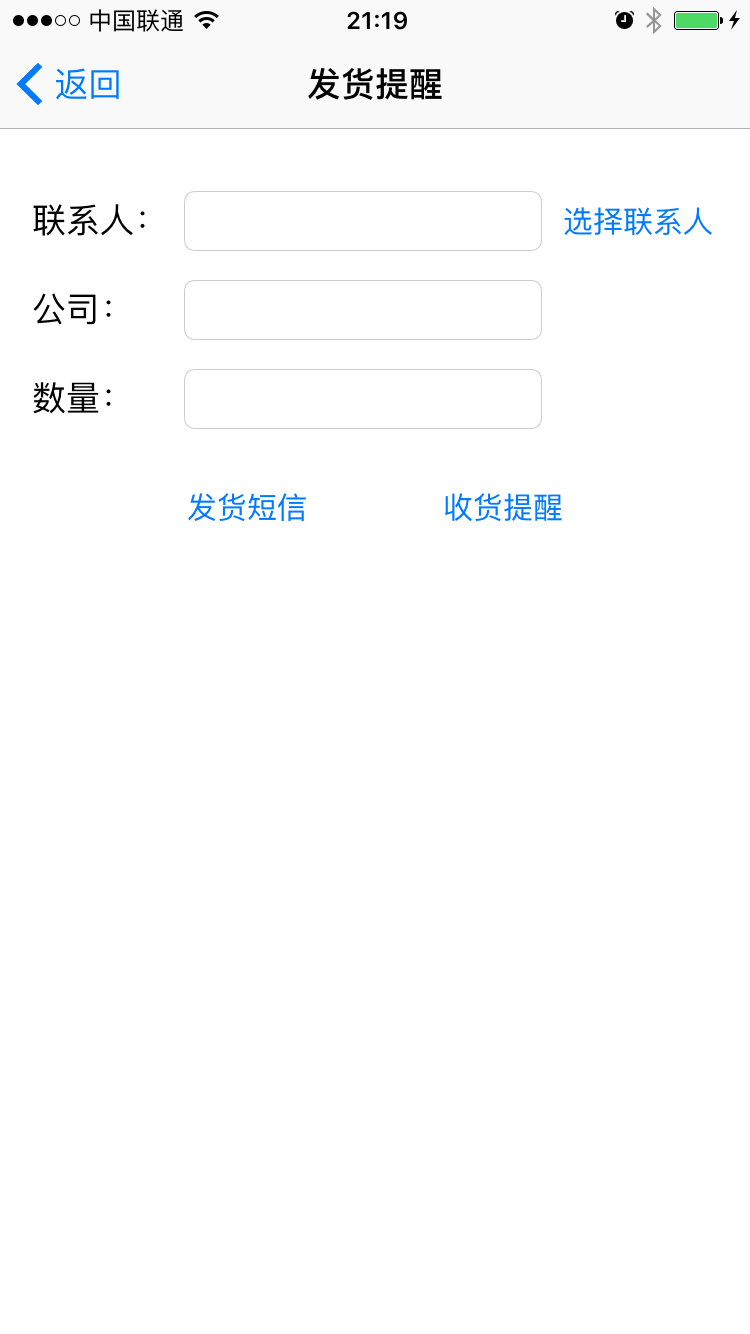 中国联通 21:19
返回 发货提醒
联系人： 选择联系人
公司：
数量：
发货短信 收货提醒